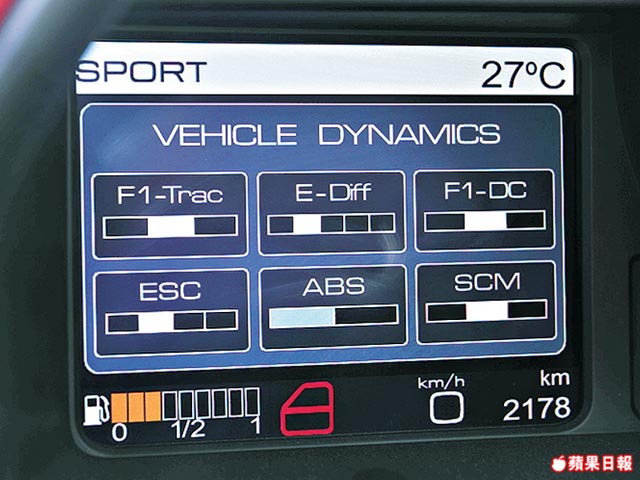 SPORT 27ºC
VEHICLE DYNAMICS
F1-Trac E-Diff F1-DC
ESC ABS SCM
km/h km
0 2178
0 1/2 1
蘋果日報